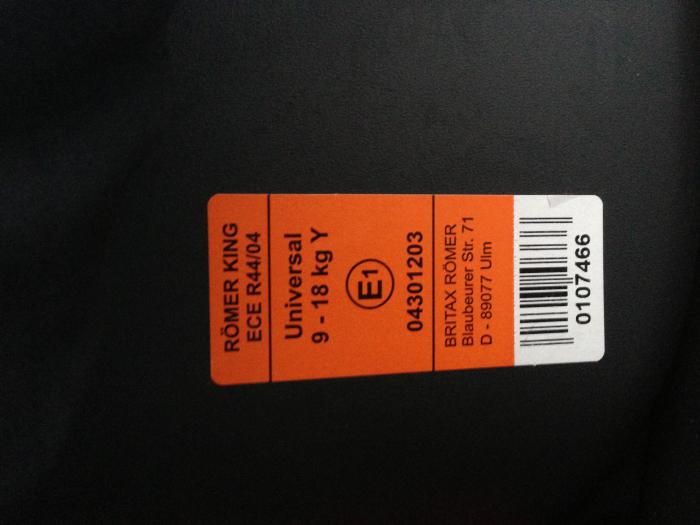 RÖMER KING
ECE R44/04
Universal
9 - 18 kg Y
E1
04301203
BRITAX RÖMER
Blaubeurer Str. 71
D - 89077 Ulm
0107466